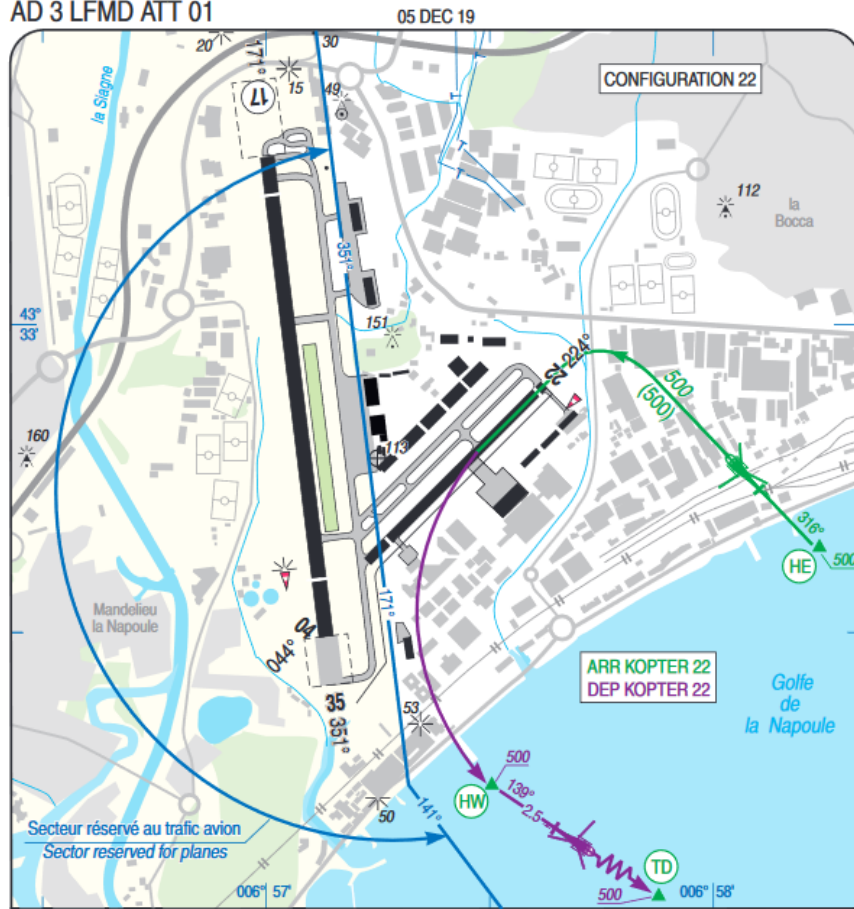 AD 3 LFMD ATT 01
05 DEC 19
20
171°
30
15
17
49
CONFIGURATION 22
la Siagne
T
T
T
T
112
la
Bocca
351°
43°
33'
151
22 224°
500
(500)
160
113
316°
HE
500
171°
Mandelieu
la Napoule
04
044°
ARR KOPTER 22
DEP KOPTER 22
35
351°
Golfe
de
la Napoule
53
500
HW
139°
2.5
50
141°
Secteur réservé au trafic avion
Sector reserved for planes
TD
500
006° 57'
006° 58'